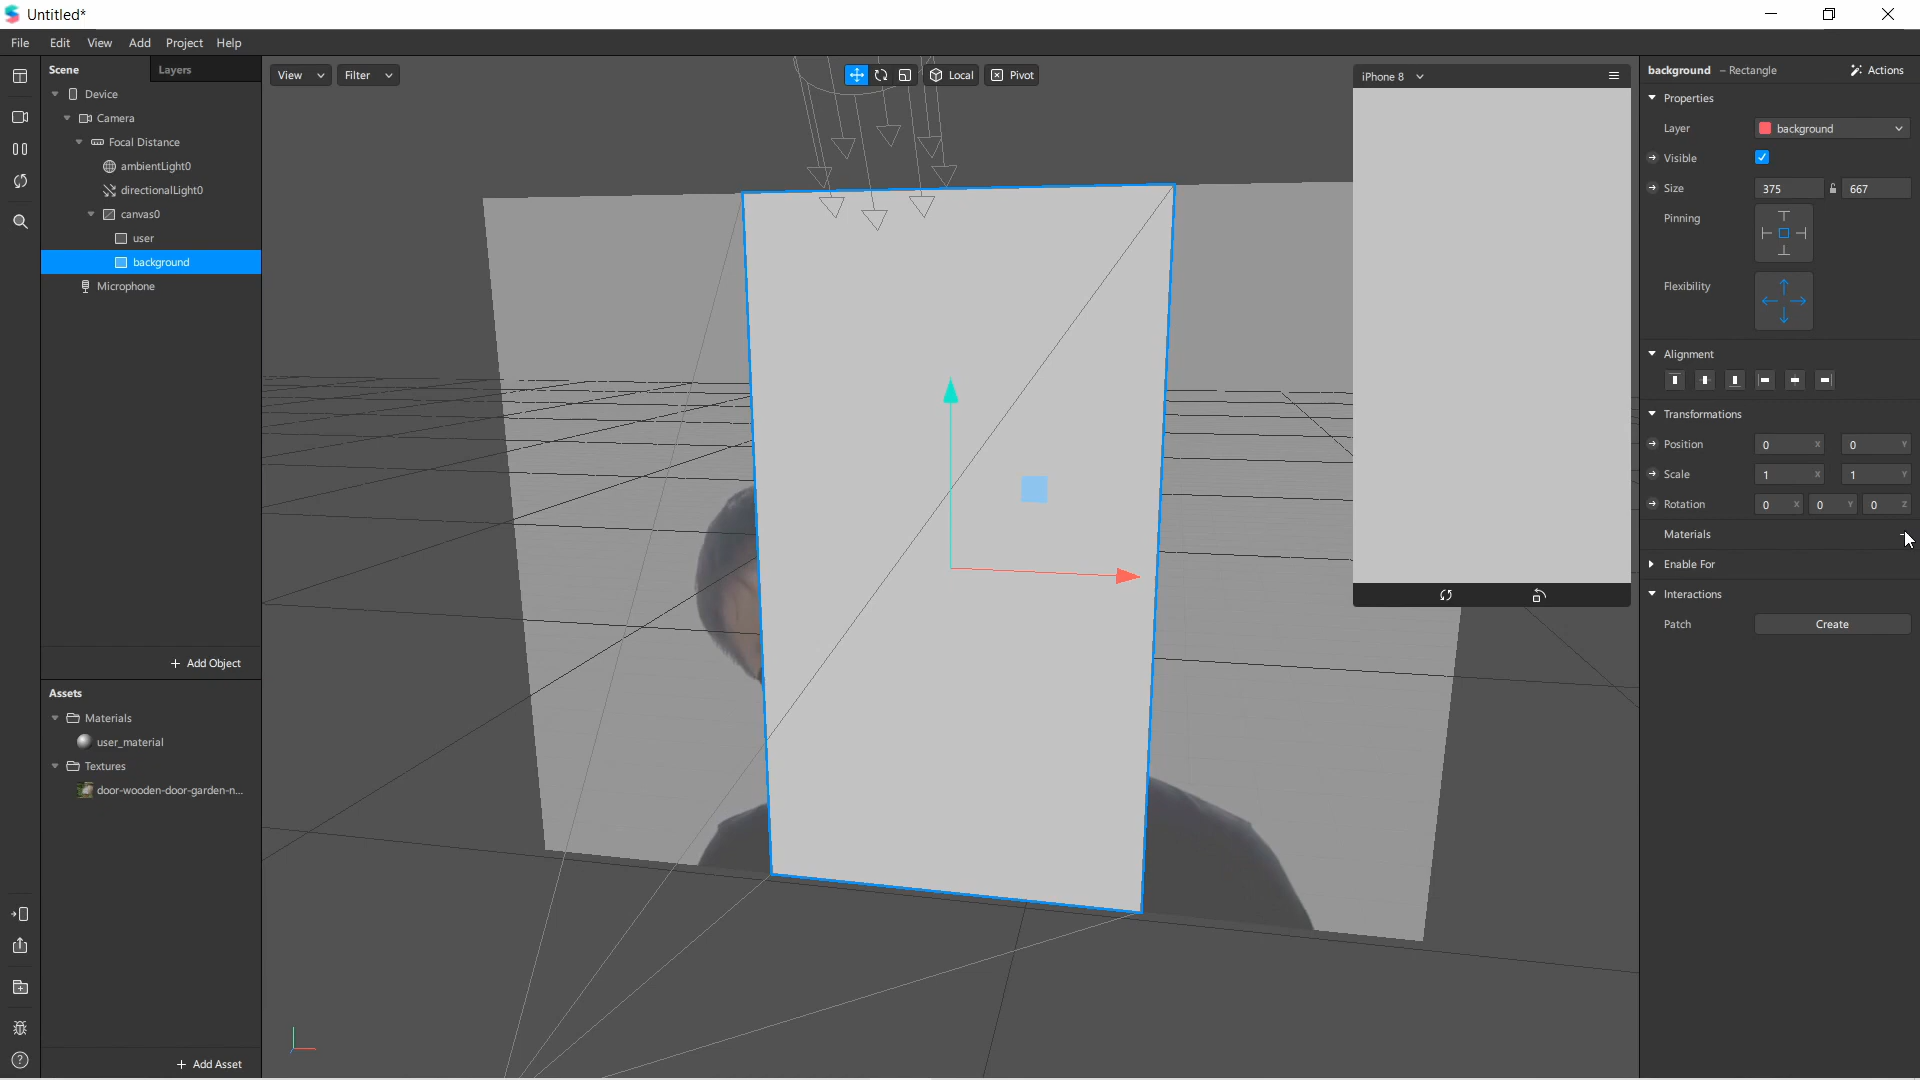 Untitled*
File Edit View Add Project Help
Scene Layers
Device
Camera
Focal Distance
ambientLight0
directionalLight0
canvas0
user
background
Microphone
+ Add Object
Assets
Materials
user_material
Textures
door-wooden-door-garden-n...
+ Add Asset
View Filter
Local Pivot
iPhone 8
background – Rectangle Actions
Properties
Layer background
Visible
Size 375 667
Pinning
Flexibility
Alignment
Transformations
Position 0 X 0 Y
Scale 1 X 1 Y
Rotation 0 X 0 Y 0 Z
Materials
Enable For
Interactions
Patch Create